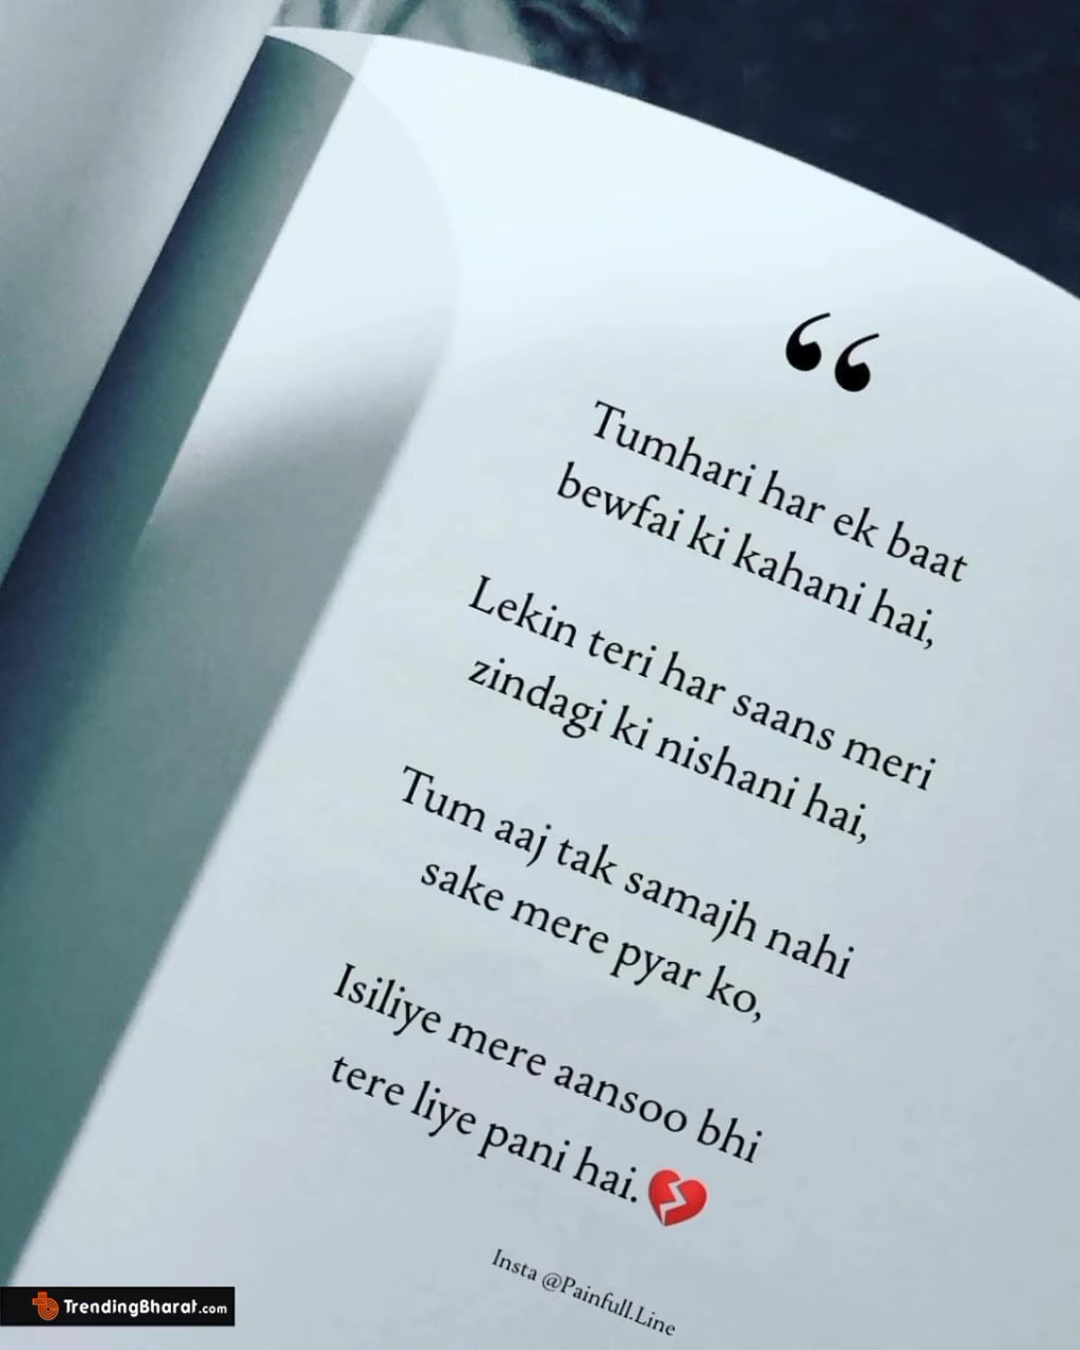 “
Tumhari har ek baat
bewfai ki kahani hai,
Lekin teri har saans meri
zindagi ki nishani hai,
Tum aaj tak samajh nahi
sake mere pyar ko,
Isiliye mere aansoo bhi
tere liye pani hai. 💔
Insta @Painfull.Line
TrendingBharat.com